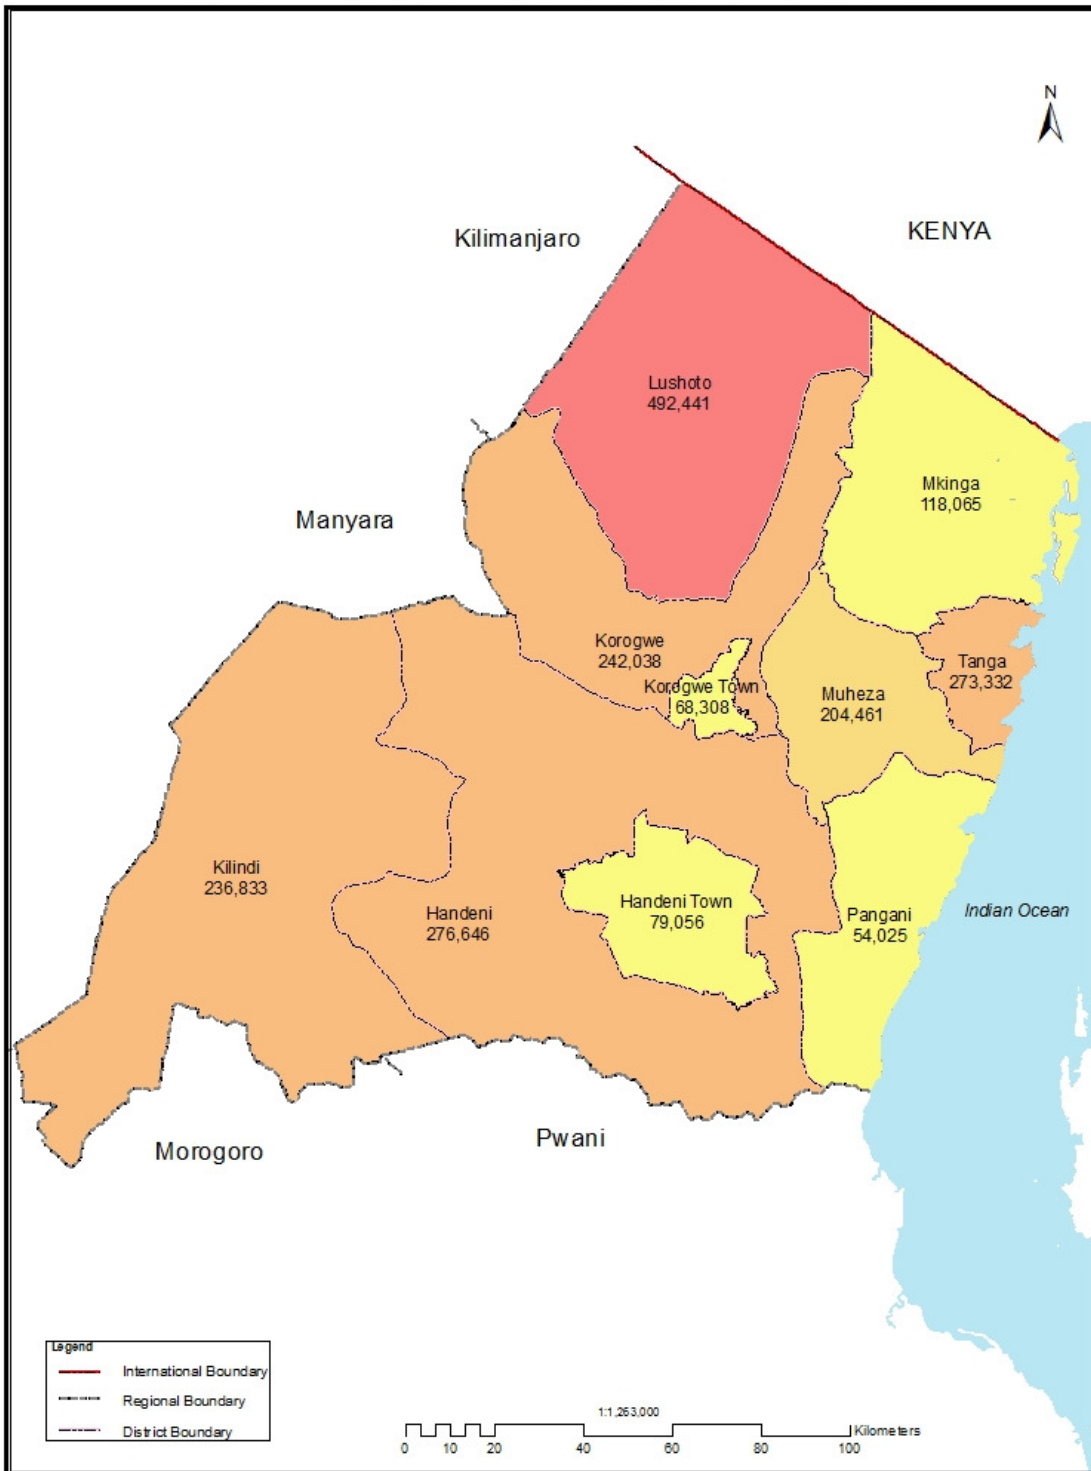 N
KENYA
Kilimanjaro
Lushoto
492,441
Mkinga
118,065
Manyara
Korogwe
242,038
Tanga
273,332
Korogwe Town
68,308
Muheza
204,461
Kilindi
236,833
Handeni
276,646
Handeni Town
79,056
Pangani
54,025
Indian Ocean
Morogoro
Pwani
Legend
International Boundary
Regional Boundary
District Boundary
1:1,263,000
Kilometers
0 10 20 40 60 80 100